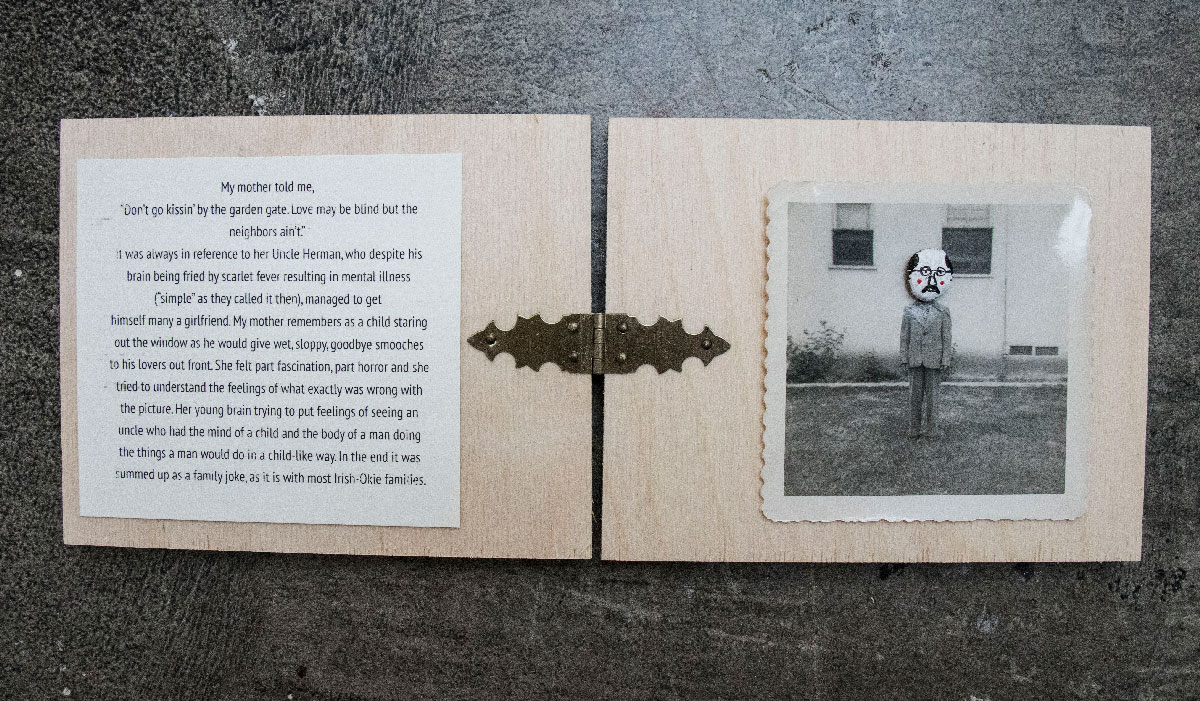 My mother told me,
"Don't go kissin' by the garden gate. Love may be blind but the
neighbors ain't."
It was always in reference to her Uncle Herman, who despite his
brain being fried by scarlet fever resulting in mental illness
("simple" as they called it then), managed to get
himself many a girlfriend. My mother remembers as a child staring
out the window as he would give wet, sloppy, goodbye smooches
to his lovers out front. She felt part fascination, part horror and she
tried to understand the feelings of what exactly was wrong with
the picture. Her young brain trying to put feelings of seeing an
uncle who had the mind of a child and the body of a man doing
the things a man would do in a child-like way. In the end it was
summed up as a family joke, as it is with most Irish-Okie families.